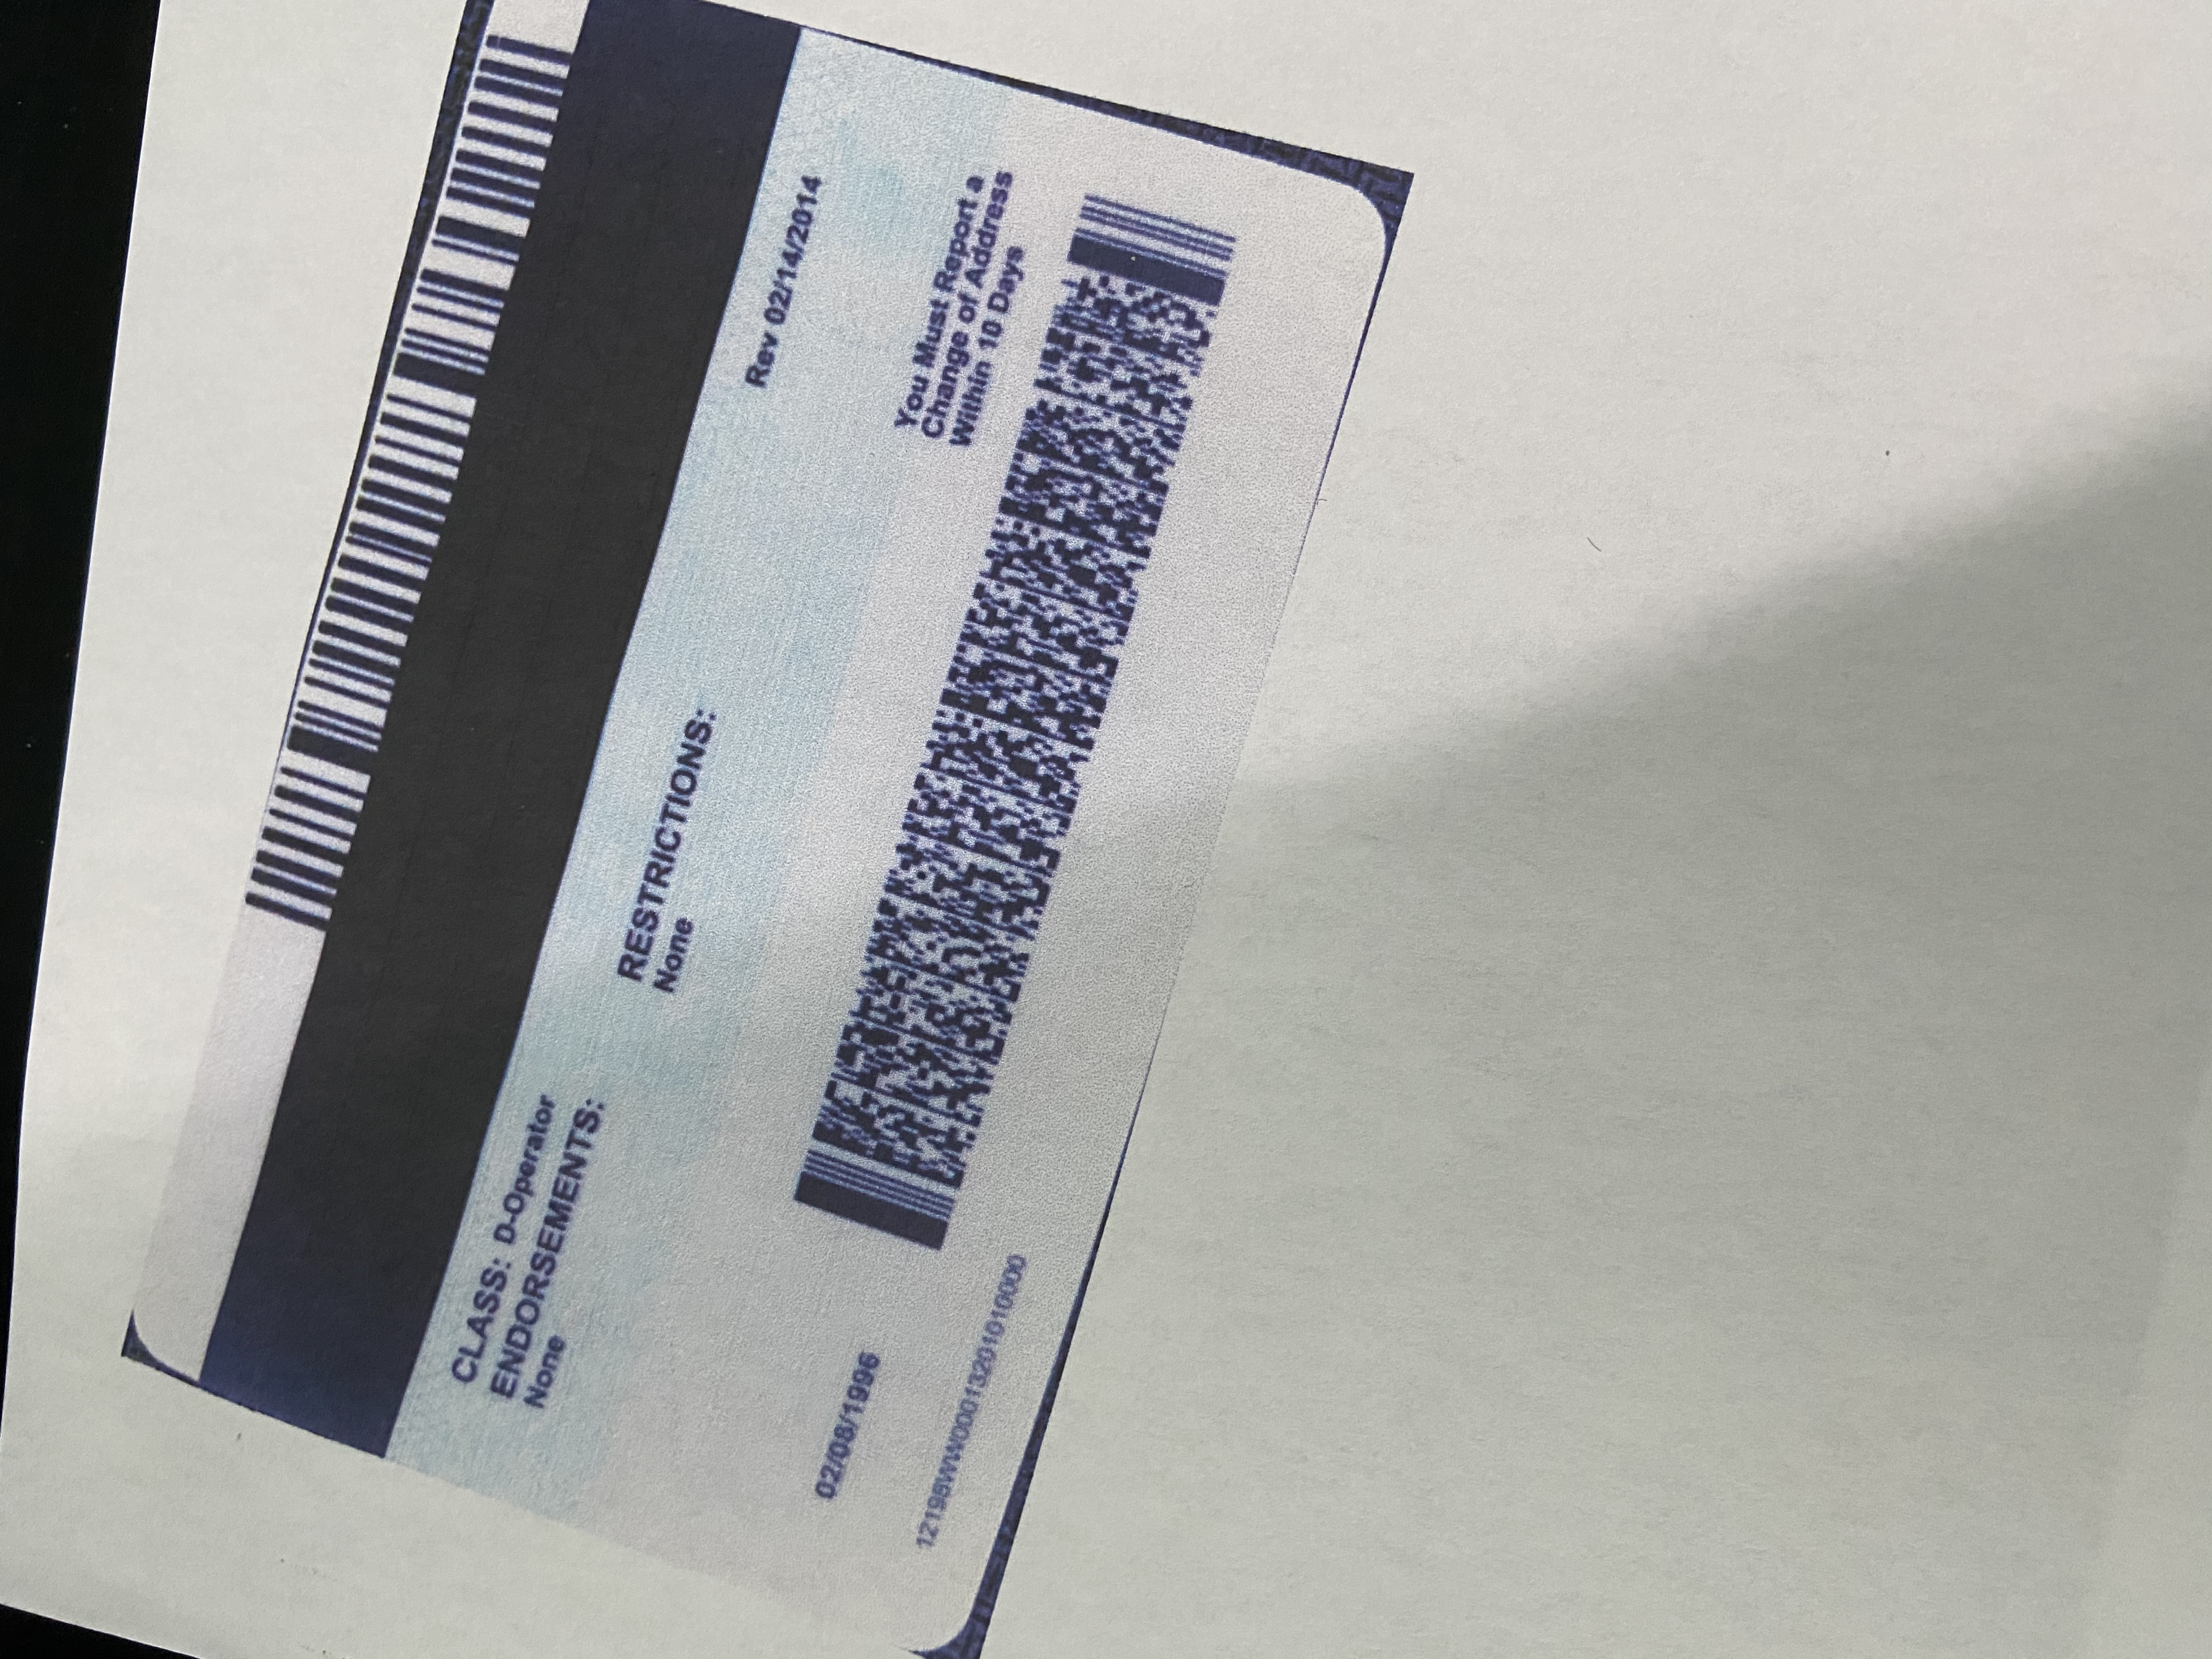 CLASS: D-Operator
ENDORSEMENTS:
None
RESTRICTIONS:
None
Rev 02/14/2014
02/08/1996
You Must Report a
Change of Address
Within 10 Days
12198WW00013201010000